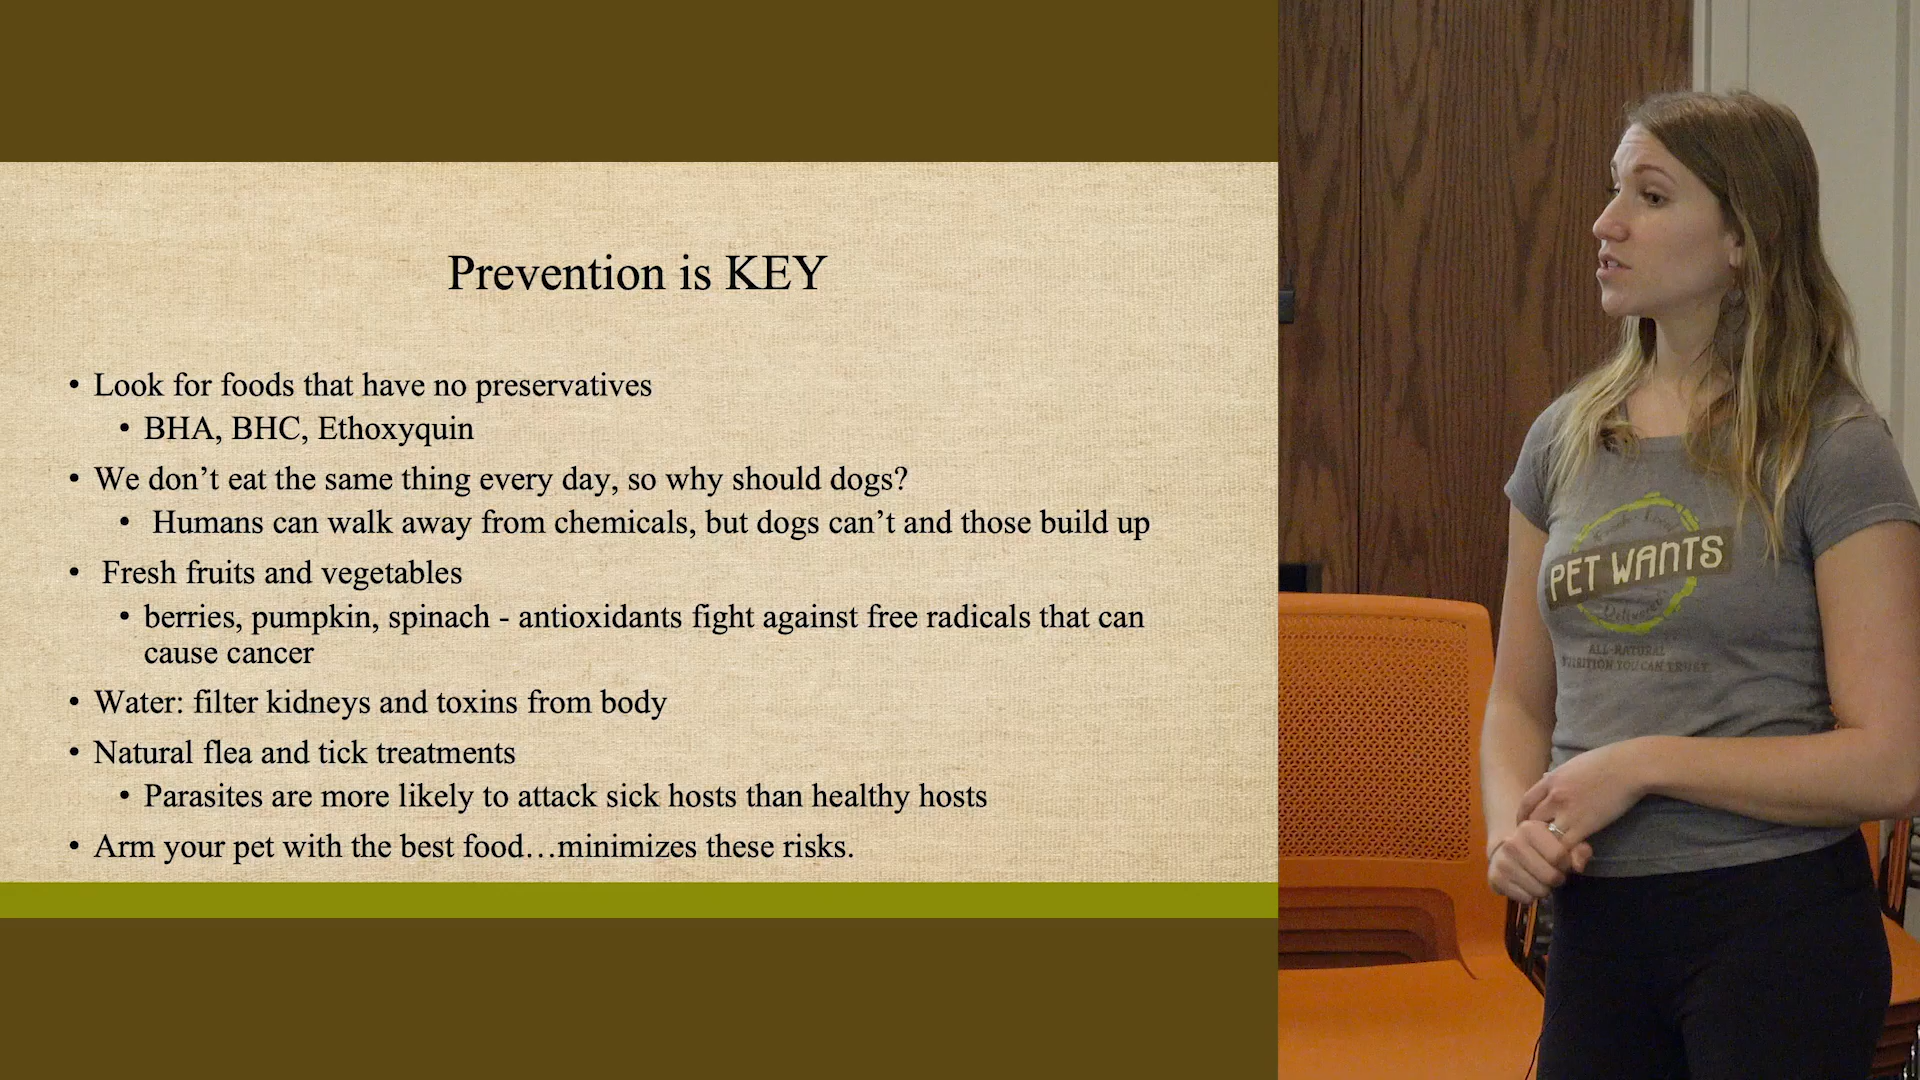 Prevention is KEY
• Look for foods that have no preservatives
• BHA, BHC, Ethoxyquin
• We don’t eat the same thing every day, so why should dogs?
• Humans can walk away from chemicals, but dogs can’t and those build up
• Fresh fruits and vegetables
• berries, pumpkin, spinach - antioxidants fight against free radicals that can
cause cancer
• Water: filter kidneys and toxins from body
• Natural flea and tick treatments
• Parasites are more likely to attack sick hosts than healthy hosts
• Arm your pet with the best food…minimizes these risks.
PET WANTS
ALL-NATURAL
YOU CAN TRUST